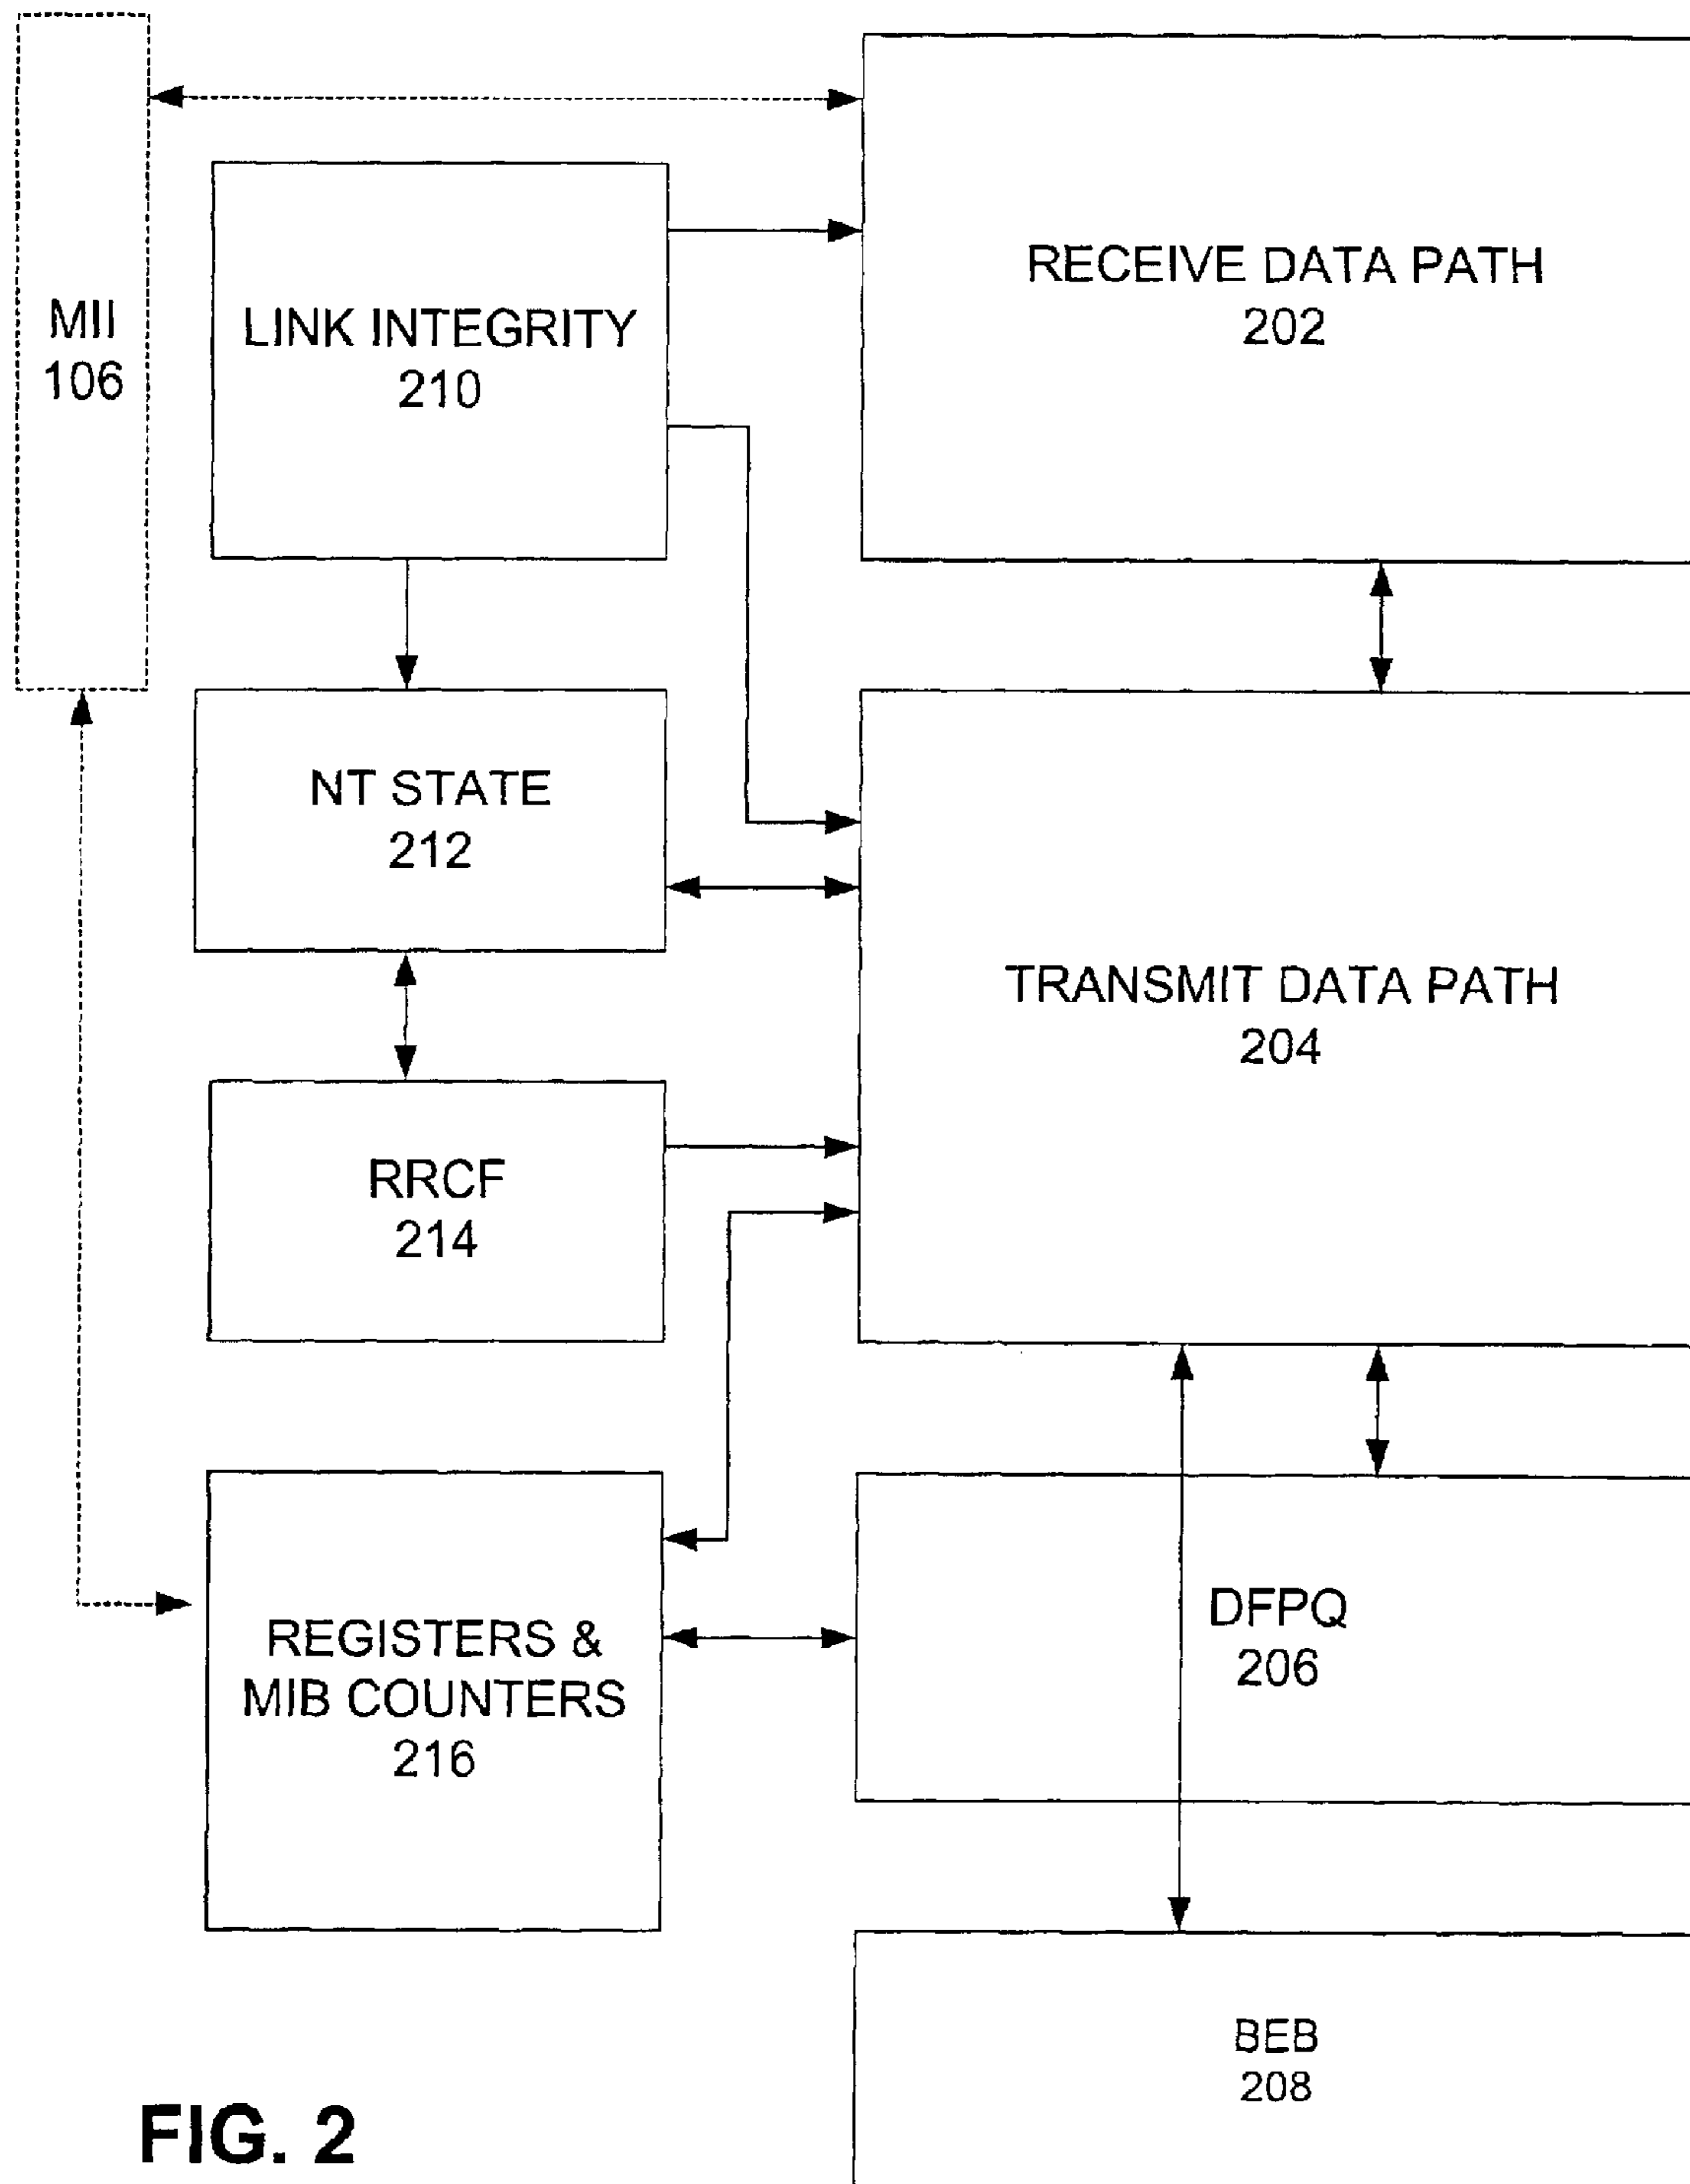 MII
106
LINK INTEGRITY
210
RECEIVE DATA PATH
202
NT STATE
212
TRANSMIT DATA PATH
204
RRCF
214
REGISTERS &
MIB COUNTERS
216
DFPQ
206
BEB
208
FIG. 2